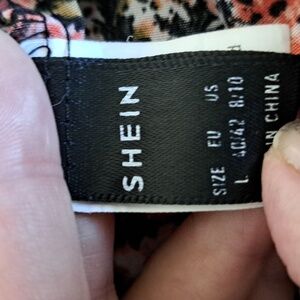 SHEIN
SIZE EU US
L 40/42 8/10
IN CHINA